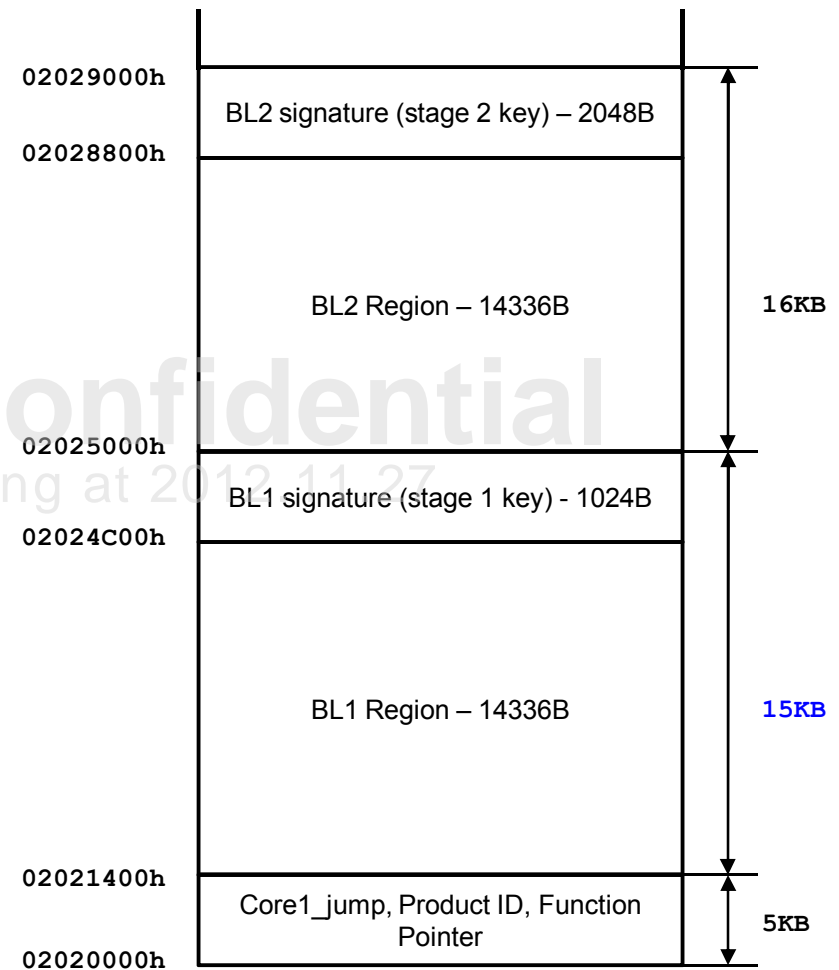 02029000h
BL2 signature (stage 2 key) – 2048B
02028800h
BL2 Region – 14336B
16KB
onfidential
02025000h
ng at 2012.11.27
BL1 signature (stage 1 key) - 1024B
02024C00h
BL1 Region – 14336B
15KB
02021400h
Core1_jump, Product ID, Function
Pointer
5KB
02020000h